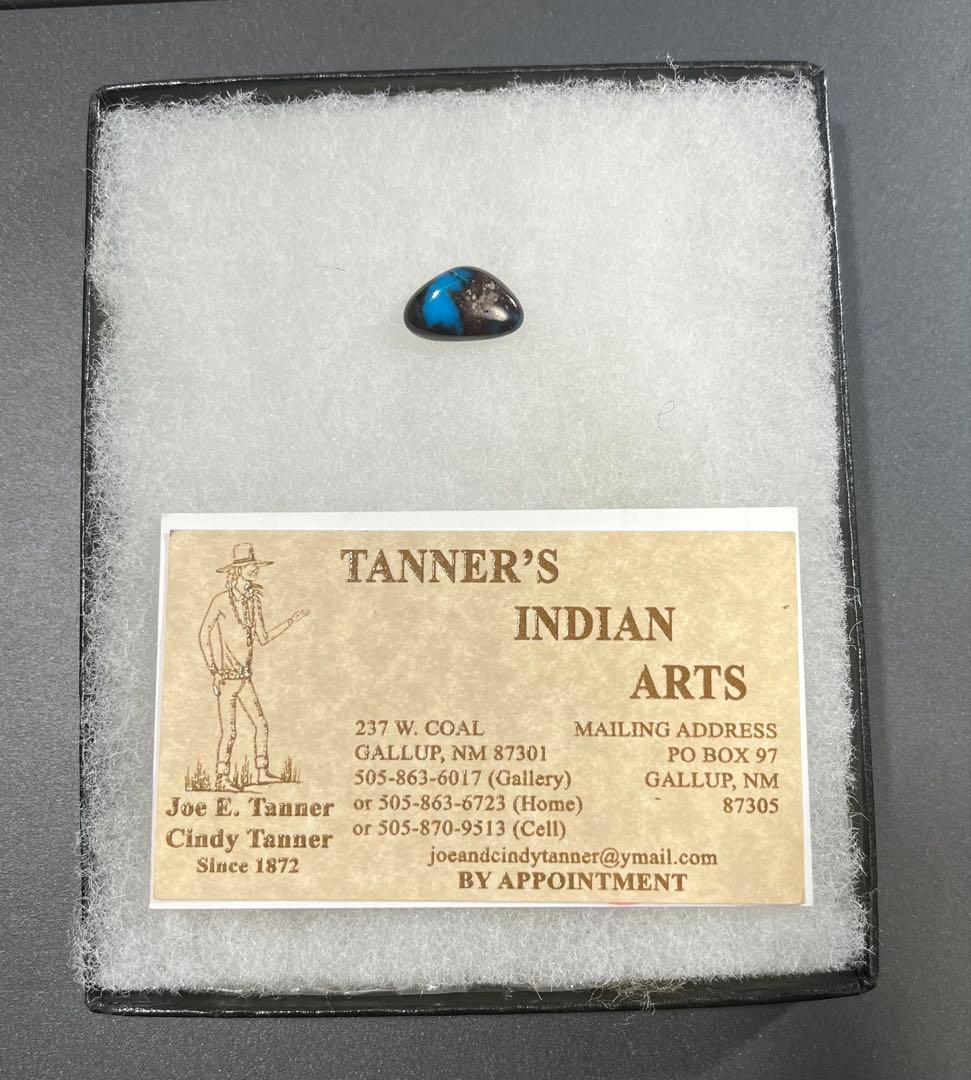 TANNER'S
INDIAN
ARTS
237 W. COAL
GALLUP, NM 87301
505-863-6017 (Gallery)
or 505-863-6723 (Home)
or 505-870-9513 (Cell)
MAILING ADDRESS
PO BOX 97
GALLUP, NM
87305
Joe E. Tanner
Cindy Tanner
Since 1872
joeandcindytanner@ymail.com
BY APPOINTMENT